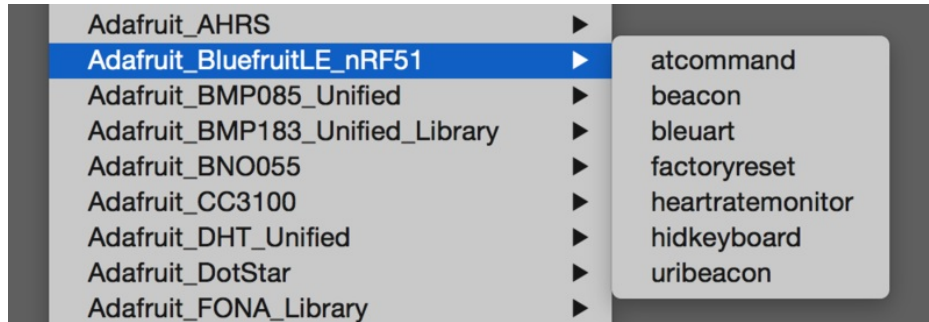 Adafruit_AHRS
Adafruit_BluefruitLE_nRF51
Adafruit_BMP085_Unified
Adafruit_BMP183_Unified_Library
Adafruit_BNO055
Adafruit_CC3100
Adafruit_DHT_Unified
Adafruit_DotStar
Adafruit_FONA_Library
atcommand
beacon
bleuart
factoryreset
heartratemonitor
hidkeyboard
uribeacon